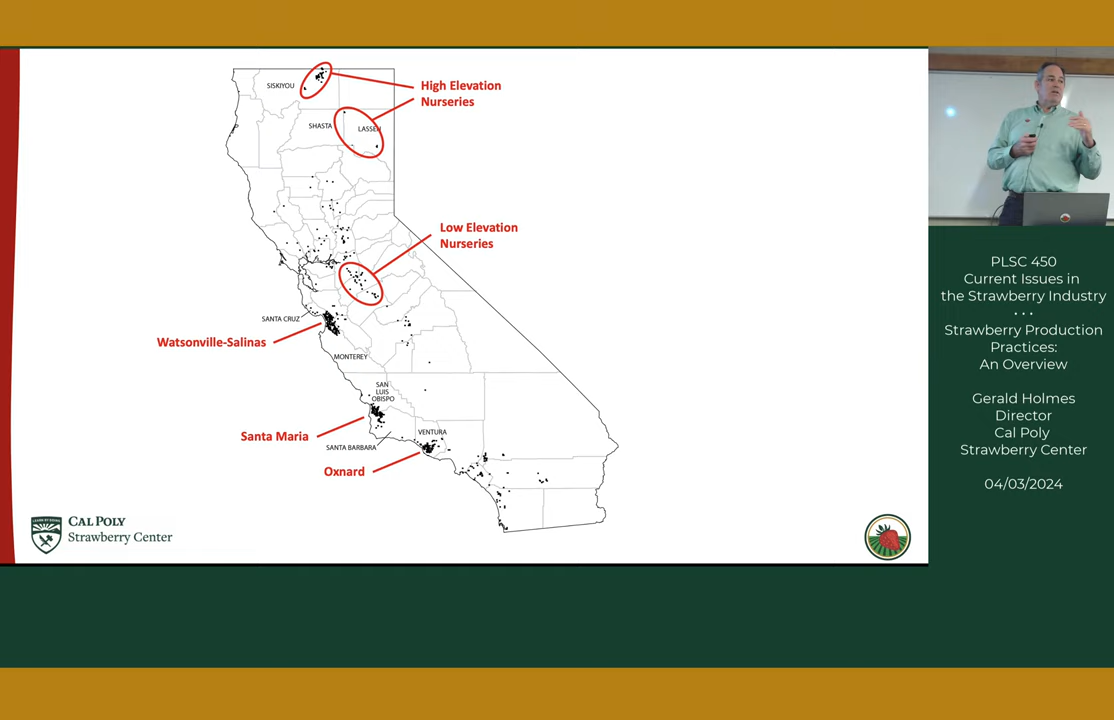 SISKIYOU
High Elevation
Nurseries
SHASTA
LASSEN
Low Elevation
Nurseries
SANTA CRUZ
Watsonville-Salinas
MONTEREY
SAN
LUIS
OBISPO
Santa Maria
VENTURA
SANTA BARBARA
Oxnard
CAL POLY
Strawberry Center
PLSC 450
Current Issues in
the Strawberry Industry
• • •
Strawberry Production
Practices:
An Overview
Gerald Holmes
Director
Cal Poly
Strawberry Center
04/03/2024